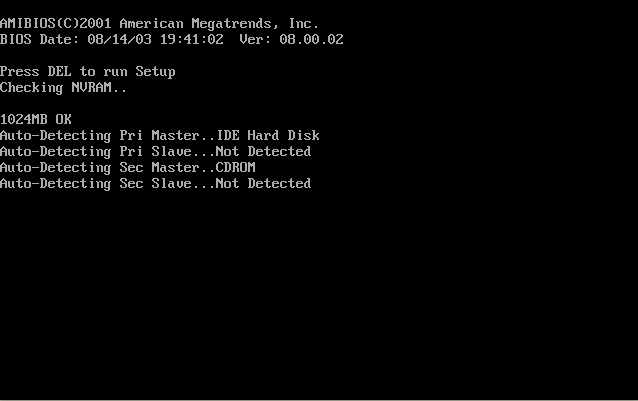 AMIBIOS(C)2001 American Megatrends, Inc.
BIOS Date: 08/14/03 19:41:02  Ver: 08.00.02
Press DEL to run Setup
Checking NVRAM..
1024MB OK
Auto-Detecting Pri Master..IDE Hard Disk
Auto-Detecting Pri Slave...Not Detected
Auto-Detecting Sec Master..CDROM
Auto-Detecting Sec Slave...Not Detected